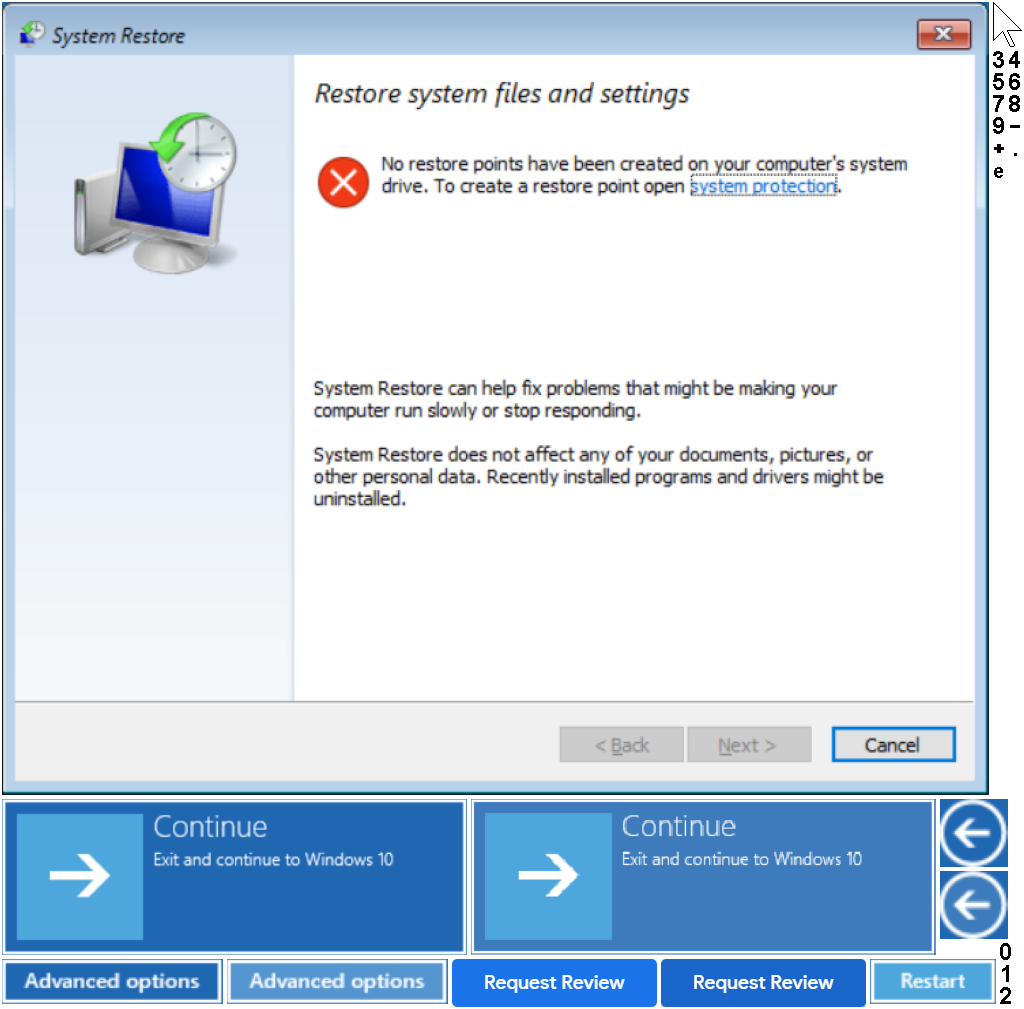 System Restore
Restore system files and settings
No restore points have been created on your computer's system
drive. To create a restore point open system protection.
System Restore can help fix problems that might be making your
computer run slowly or stop responding.
System Restore does not affect any of your documents, pictures, or
other personal data. Recently installed programs and drivers might be
uninstalled.
< Back
Next >
Cancel
3 4
5 6
7 8
9 –
+ .
e
Continue
Exit and continue to Windows 10
Continue
Exit and continue to Windows 10
Advanced options
Advanced options
Request Review
Request Review
Restart
0
1
2